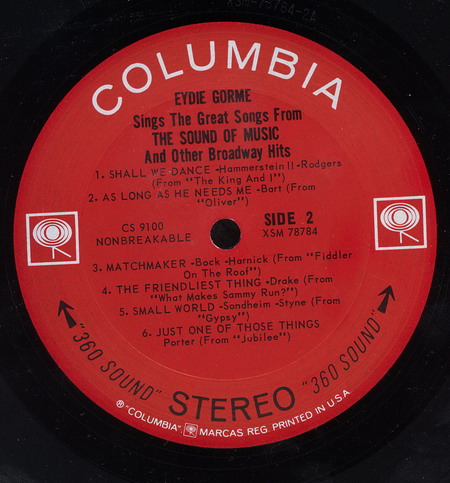 XSM-75784-2A
COLUMBIA
EYDIE GORME
Sings The Great Songs From
THE SOUND OF MUSIC
And Other Broadway Hits
1. SHALL WE DANCE -Hammerstein II -Rodgers
(From "The King And I")
2. AS LONG AS HE NEEDS ME -Bart (From
"Oliver")
CS 9100
NONBREAKABLE
SIDE 2
XSM 78784
3. MATCHMAKER -Bock -Harnick (From "Fiddler
On The Roof")
4. THE FRIENDLIEST THING -Drake (From
"What Makes Sammy Run?")
5. SMALL WORLD -Sondheim -Styne (From
"Gypsy")
6. JUST ONE OF THOSE THINGS
Porter (From "Jubilee")
"360 SOUND" STEREO "360 SOUND"
® "COLUMBIA" MARCAS REG. PRINTED IN U.S.A.